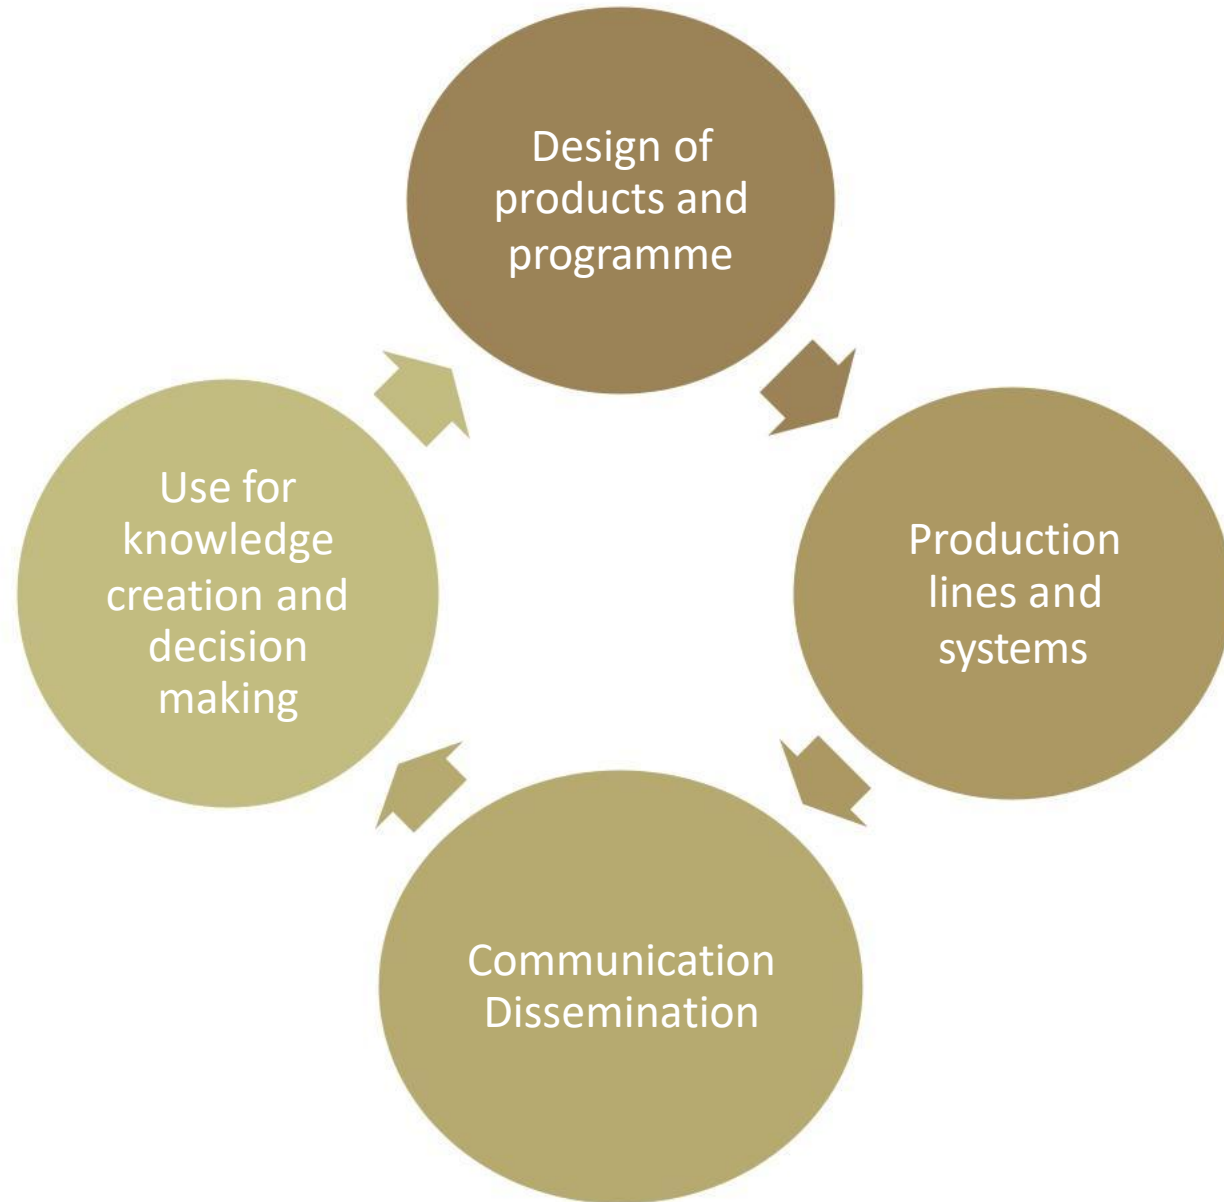 Design of
products and
programme
Production
lines and
systems
Communication
Dissemination
Use for
knowledge
creation and
decision
making